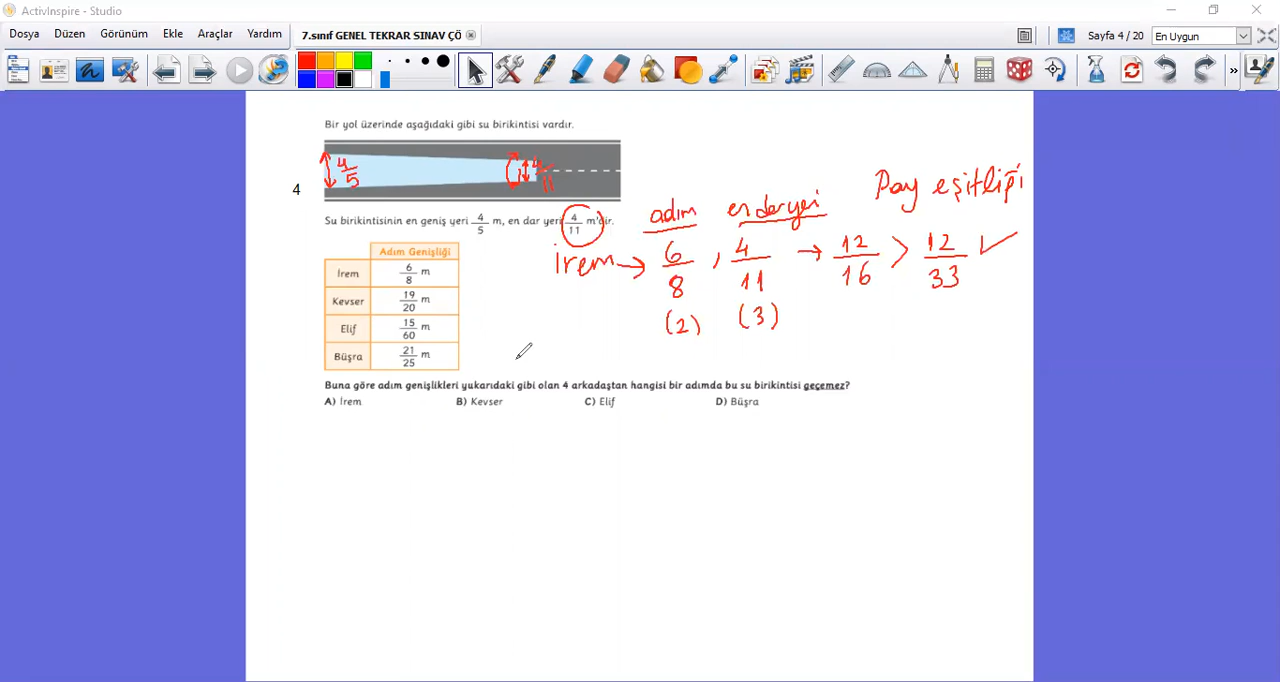 ActivInspire - Studio
Dosya Düzen Görünüm Ekle Araçlar Yardım
7.sınıf GENEL TEKRAR SINAV ÇÖ
Sayfa 4 / 20
En Uygun
Bir yol üzerinde aşağıdaki gibi su birikintisi vardır.
4/5
4/11
4
Su birikintisinin en geniş yeri 4/5 m, en dar yeri 4/11 m'dir.
Adım Genişliği
İrem 6/8 m
Kevser 19/20 m
Elif 15/60 m
Büşra 21/25 m
Pay eşitliği
adım en dar yeri
İrem → 6/8 , 4/11 → 12/16 > 12/33 ✓
(2) (3)
Buna göre adım genişlikleri yukarıdaki gibi olan 4 arkadaştan hangisi bir adımda bu su birikintisi geçemez?
A) İrem B) Kevser C) Elif D) Büşra